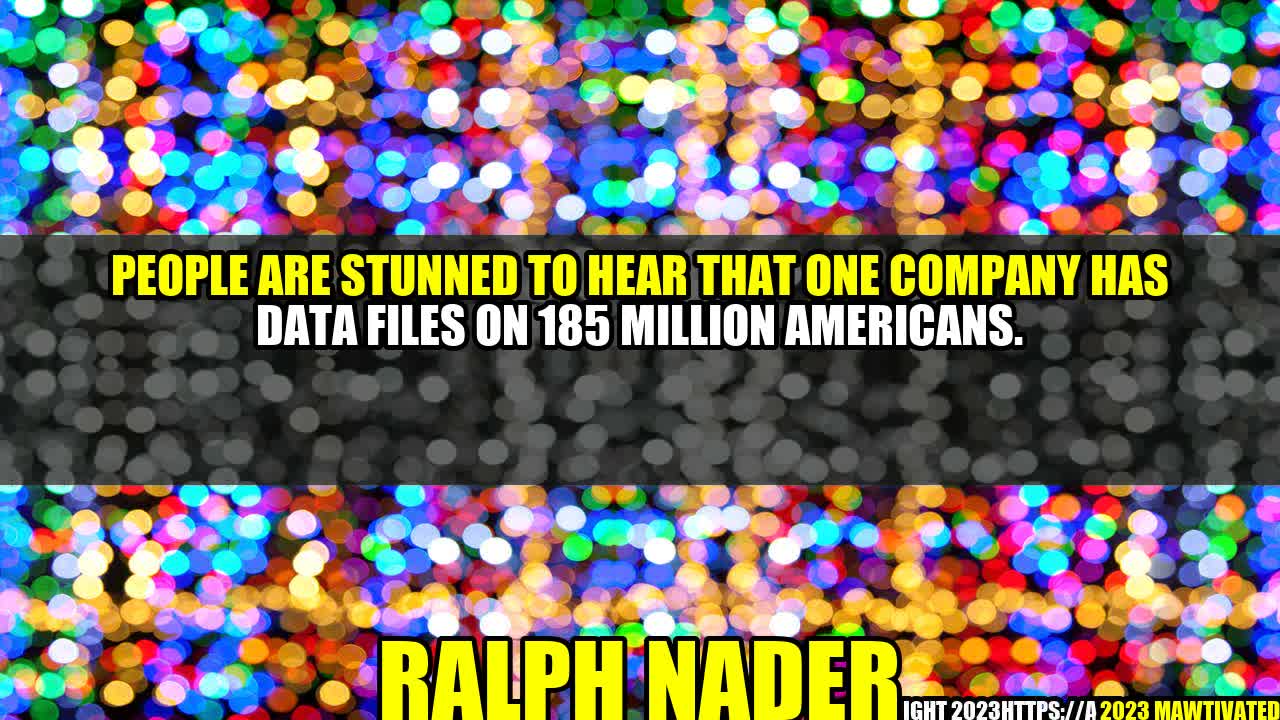 PEOPLE ARE STUNNED TO HEAR THAT ONE COMPANY HAS
DATA FILES ON 185 MILLION AMERICANS.
RALPH NADER
IGHT 2023HTTPS://A 2023 MAWTIVATED